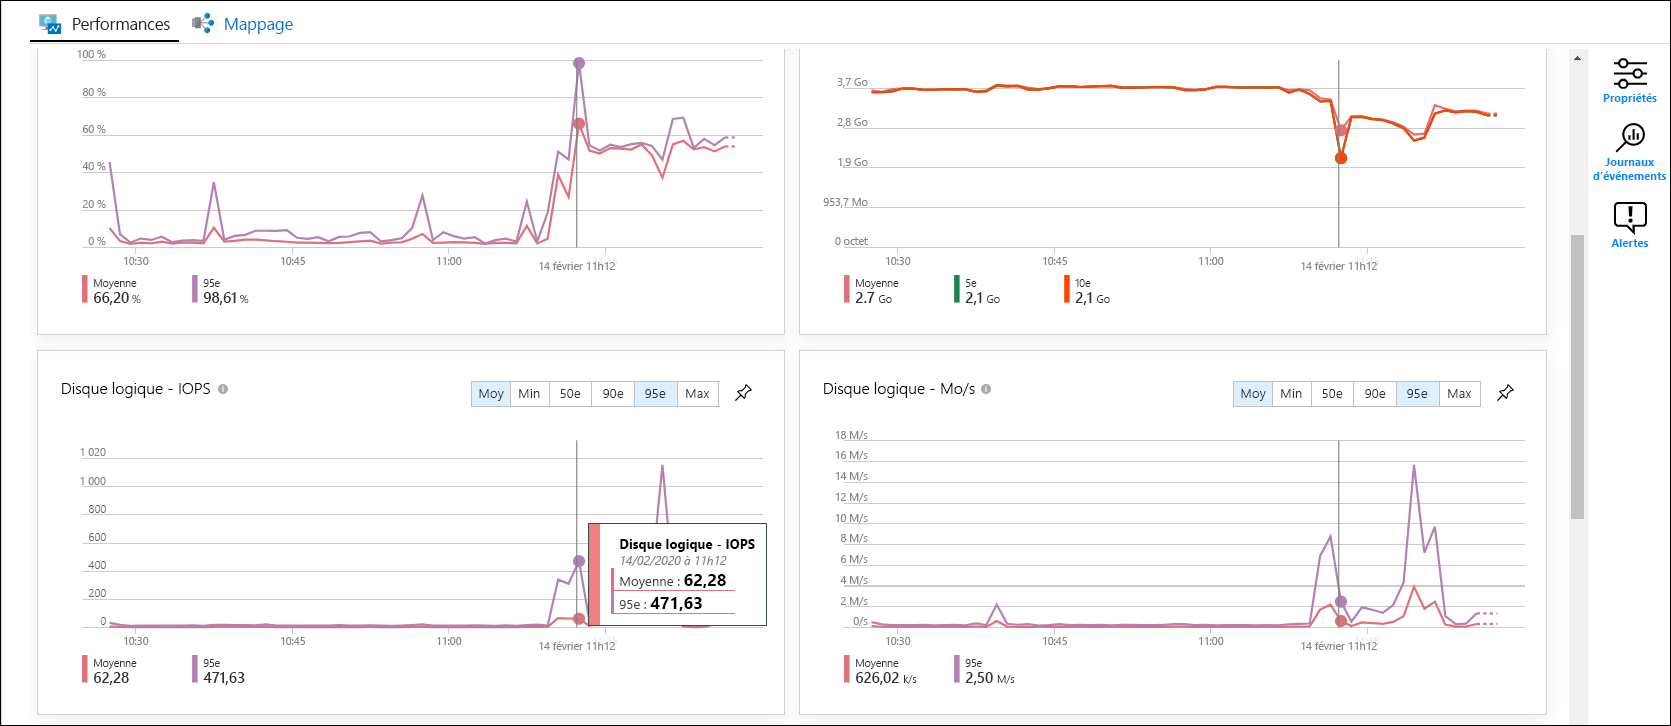 Performances
Mappage
100 %
80 %
60 %
40 %
20 %
0 %
10:30
10:45
11:00
14 février 11h12
Moyenne
66,20 %
95e
98,61 %
3,7 Go
2,8 Go
1,9 Go
953,7 Mo
0 octet
10:30
10:45
11:00
14 février 11h12
Moyenne
2.7 Go
5e
2,1 Go
10e
2,1 Go
Propriétés
Journaux
d'événements
Alertes
Disque logique - IOPS
Moy Min 50e 90e 95e Max
1 020
1 000
800
600
400
200
0
10:30
10:45
11:00
14 février 11h12
Disque logique - IOPS
14/02/2020 à 11h12
Moyenne : 62,28
95e : 471,63
Moyenne
62,28
95e
471,63
Disque logique - Mo/s
Moy Min 50e 90e 95e Max
18 M/s
16 M/s
14 M/s
12 M/s
10 M/s
8 M/s
6 M/s
4 M/s
2 M/s
0/s
10:30
10:45
11:00
14 février 11h12
Moyenne
626,02 k/s
95e
2,50 M/s